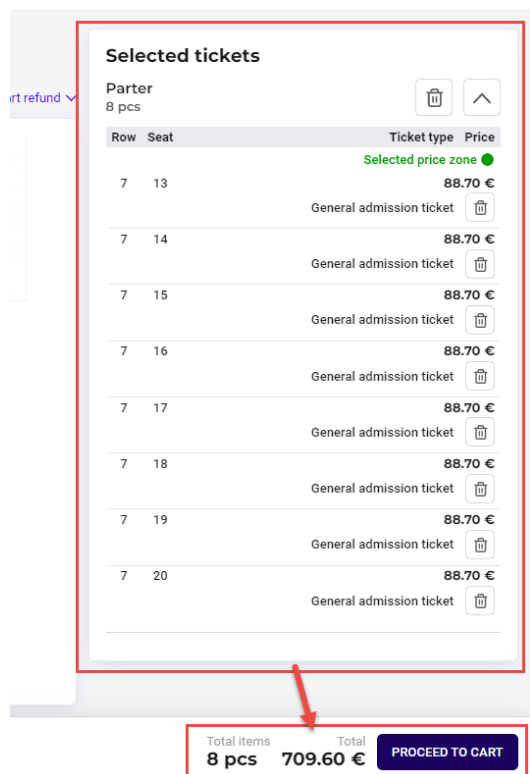 Selected tickets
Parter
8 pcs
refund
Row Seat Ticket type Price
Selected price zone
7 13 88.70 €
General admission ticket
7 14 88.70 €
General admission ticket
7 15 88.70 €
General admission ticket
7 16 88.70 €
General admission ticket
7 17 88.70 €
General admission ticket
7 18 88.70 €
General admission ticket
7 19 88.70 €
General admission ticket
7 20 88.70 €
General admission ticket
Total items Total
8 pcs 709.60 € PROCEED TO CART